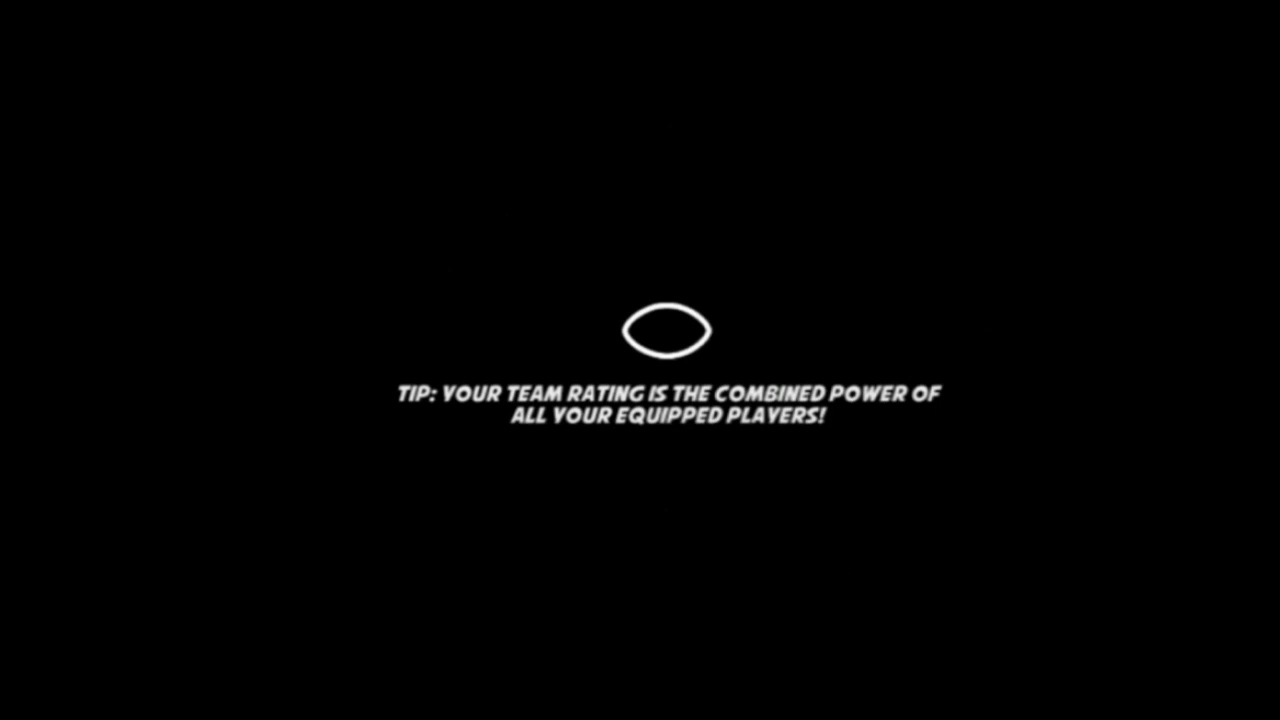 TIP: YOUR TEAM RATING IS THE COMBINED POWER OF
ALL YOUR EQUIPPED PLAYERS!